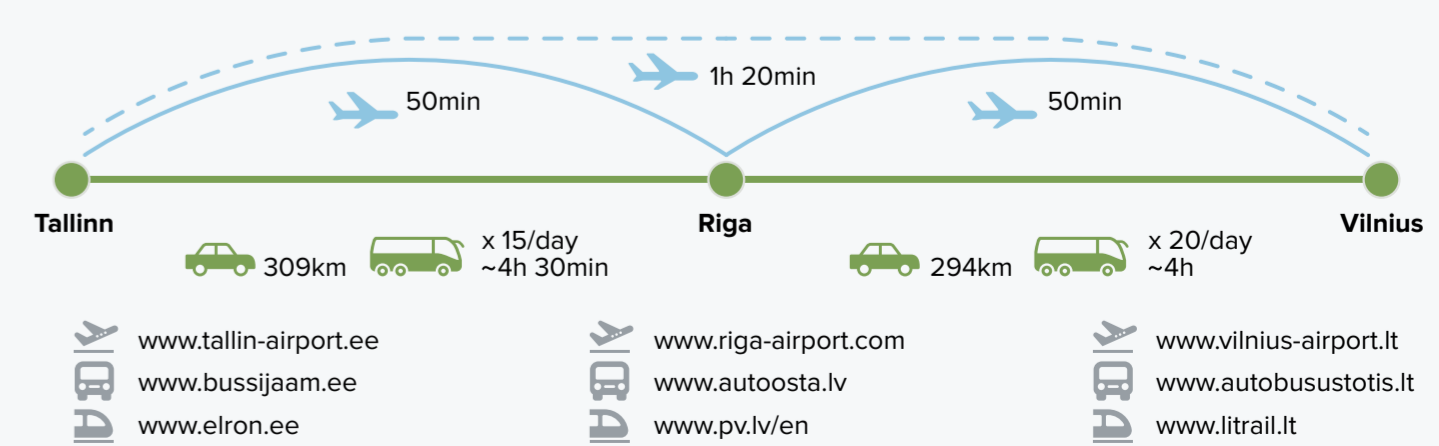 1h 20min
50min
50min
Tallinn
Riga
Vilnius
309km
x 15/day
~4h 30min
294km
x 20/day
~4h
www.tallin-airport.ee
www.bussijaam.ee
www.elron.ee
www.riga-airport.com
www.autoosta.lv
www.pv.lv/en
www.vilnius-airport.lt
www.autobusustotis.lt
www.litrail.lt